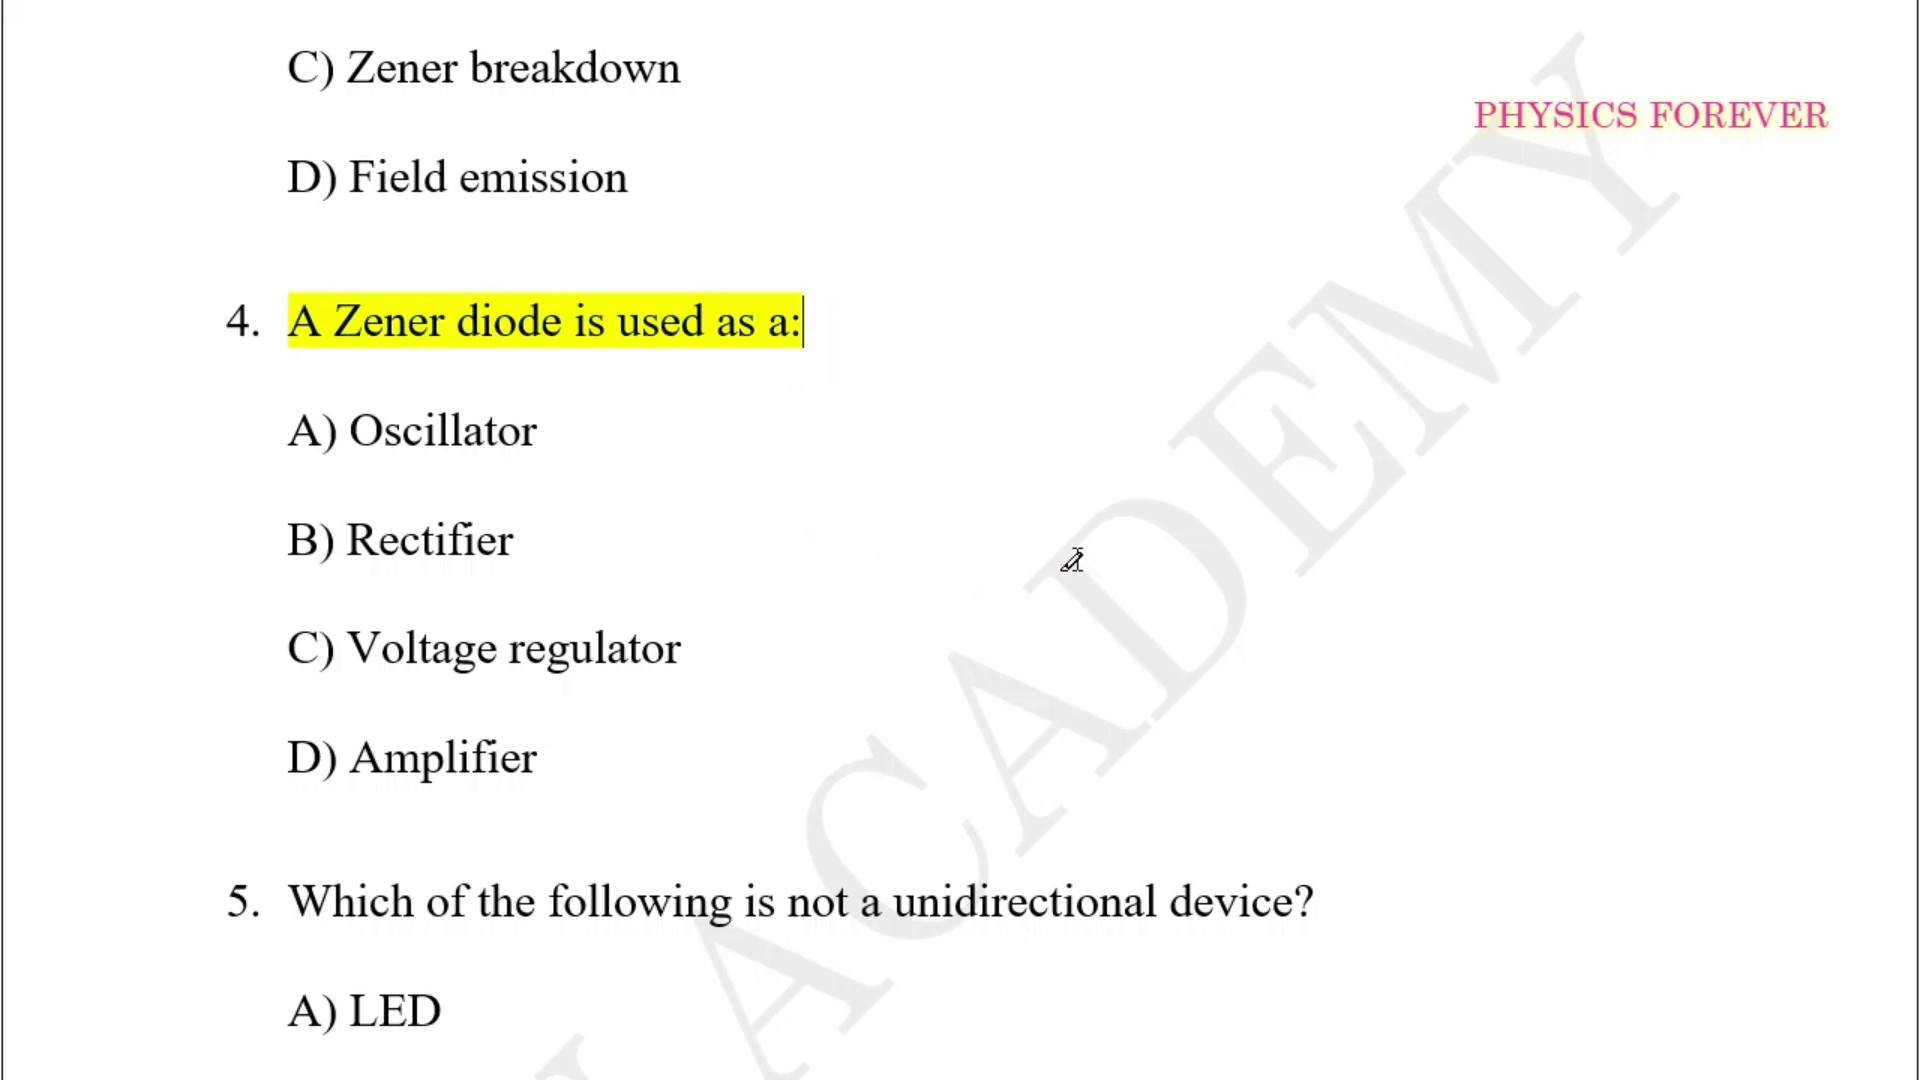 C) Zener breakdown
PHYSICS FOREVER
D) Field emission
4. A Zener diode is used as a:
A) Oscillator
B) Rectifier
C) Voltage regulator
D) Amplifier
5. Which of the following is not a unidirectional device?
A) LED
ACADEMY